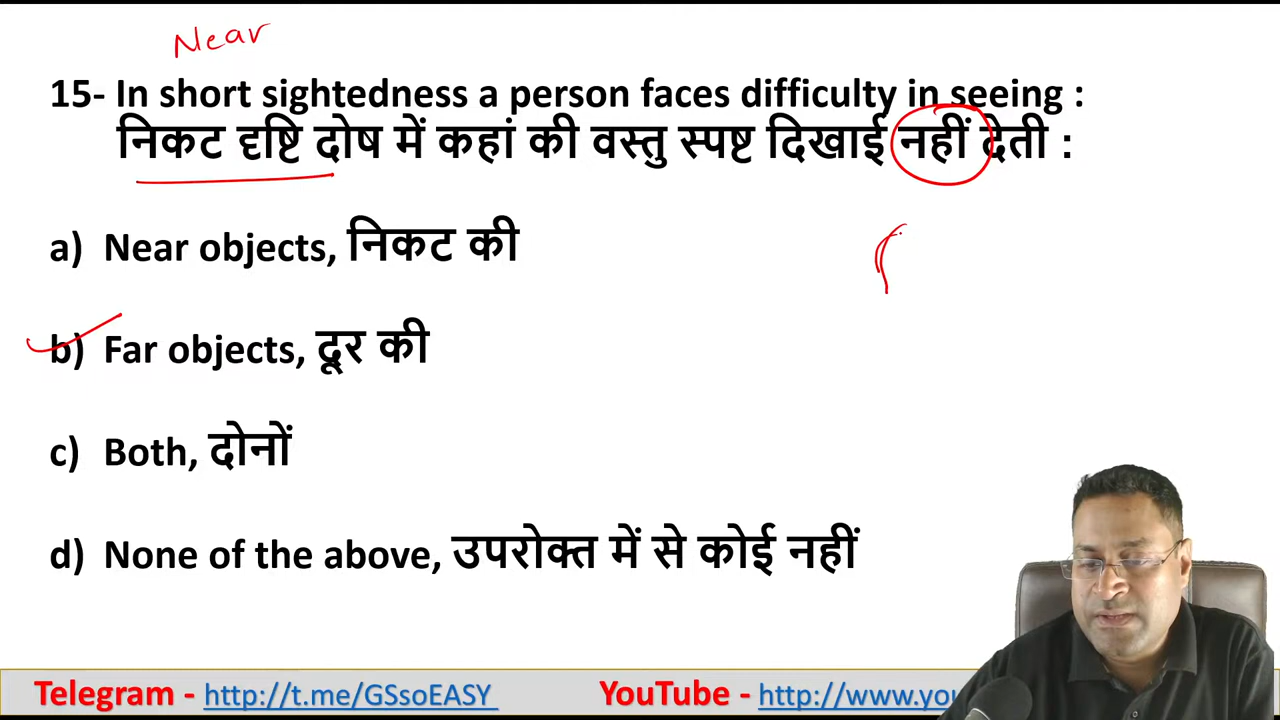 Near
15- In short sightedness a person faces difficulty in seeing :
निकट दृष्टि दोष में कहां की वस्तु स्पष्ट दिखाई नहीं देती :
a) Near objects, निकट की
b) Far objects, दूर की
c) Both, दोनों
d) None of the above, उपरोक्त में से कोई नहीं
Telegram - http://t.me/GSsoEASY YouTube - http://www.you